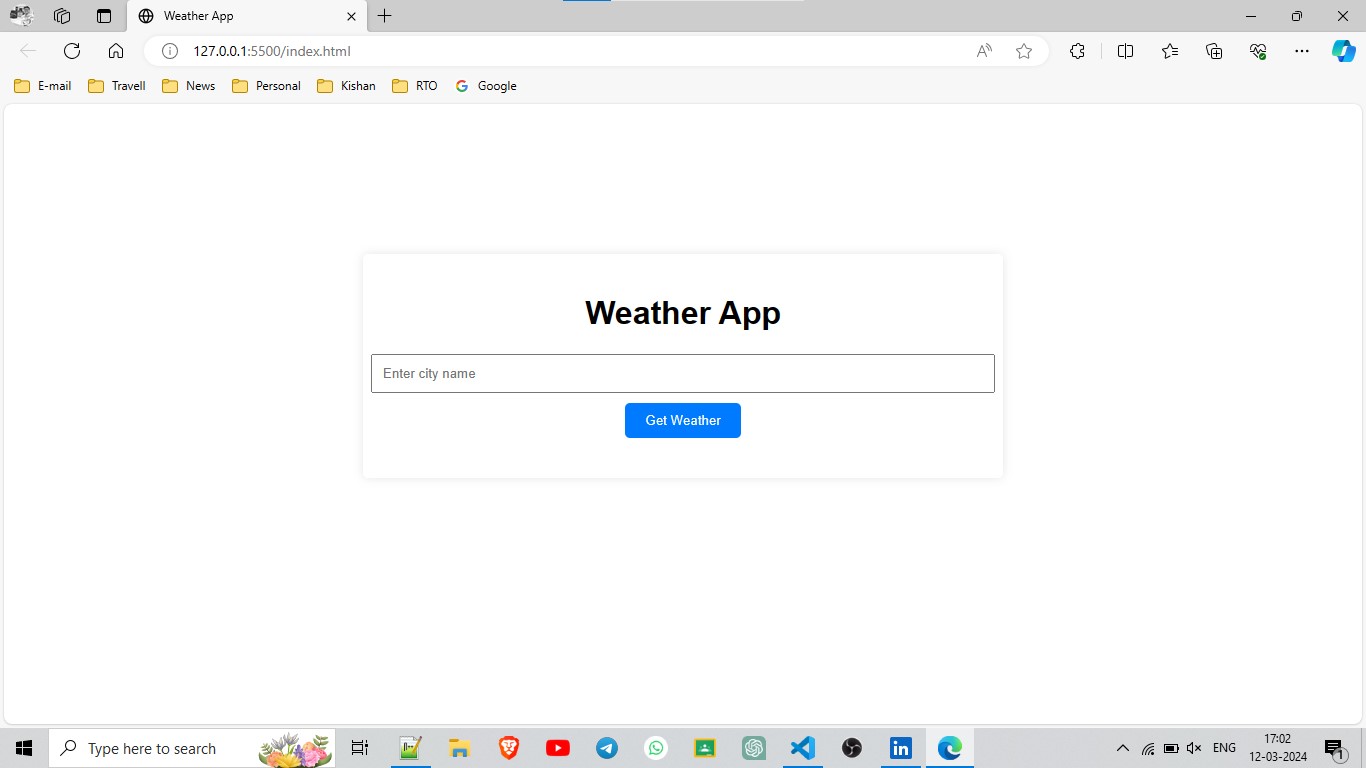 Weather App
127.0.0.1:5500/index.html
E-mail Travell News Personal Kishan RTO Google
Weather App
Enter city name
Get Weather
Type here to search
ENG
17:02
12-03-2024
1